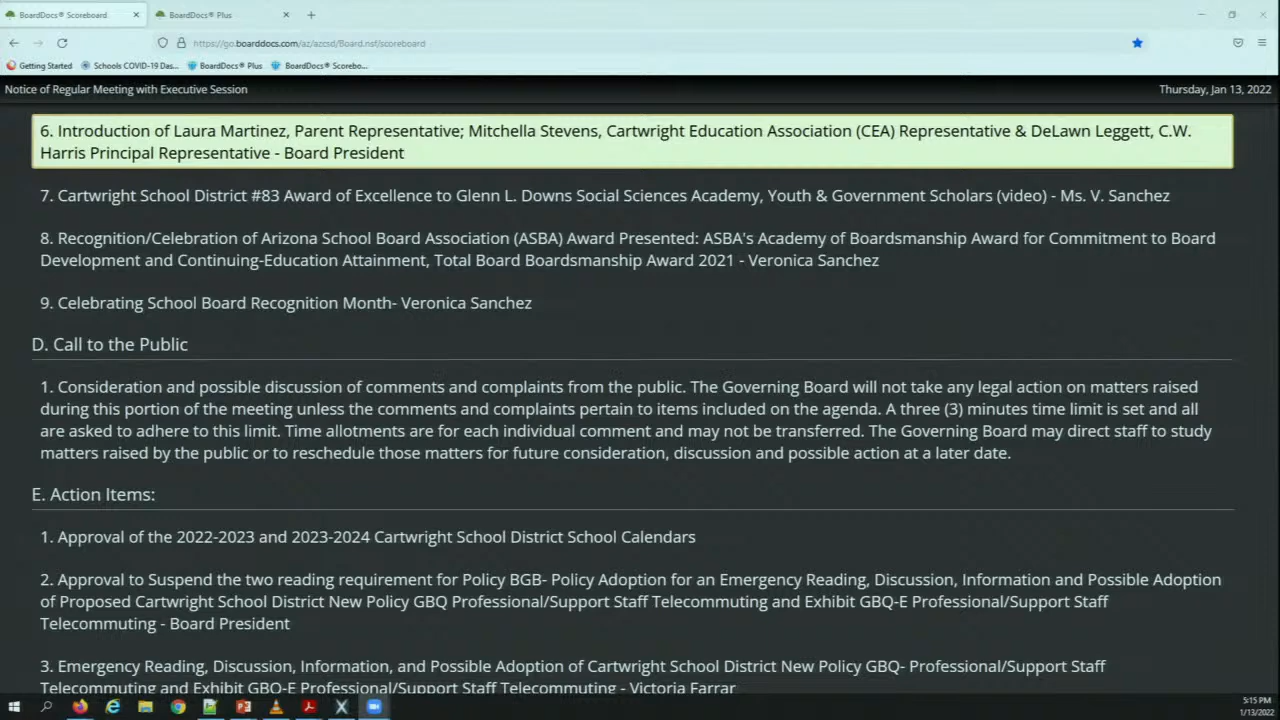 BoardDocs® Scoreboard
BoardDocs® Plus
https://go.boarddocs.com/az/azcsd/Board.nsf/scoreboard
Getting Started
Schools COVID-19 Das...
BoardDocs® Plus
BoardDocs® Scorebo...
Notice of Regular Meeting with Executive Session
Thursday, Jan 13, 2022
6. Introduction of Laura Martinez, Parent Representative; Mitchella Stevens, Cartwright Education Association (CEA) Representative & DeLawn Leggett, C.W.
Harris Principal Representative - Board President
7. Cartwright School District #83 Award of Excellence to Glenn L. Downs Social Sciences Academy, Youth & Government Scholars (video) - Ms. V. Sanchez
8. Recognition/Celebration of Arizona School Board Association (ASBA) Award Presented: ASBA's Academy of Boardsmanship Award for Commitment to Board
Development and Continuing-Education Attainment, Total Board Boardsmanship Award 2021 - Veronica Sanchez
9. Celebrating School Board Recognition Month- Veronica Sanchez
D. Call to the Public
1. Consideration and possible discussion of comments and complaints from the public. The Governing Board will not take any legal action on matters raised
during this portion of the meeting unless the comments and complaints pertain to items included on the agenda. A three (3) minutes time limit is set and all
are asked to adhere to this limit. Time allotments are for each individual comment and may not be transferred. The Governing Board may direct staff to study
matters raised by the public or to reschedule those matters for future consideration, discussion and possible action at a later date.
E. Action Items:
1. Approval of the 2022-2023 and 2023-2024 Cartwright School District School Calendars
2. Approval to Suspend the two reading requirement for Policy BGB- Policy Adoption for an Emergency Reading, Discussion, Information and Possible Adoption
of Proposed Cartwright School District New Policy GBQ Professional/Support Staff Telecommuting and Exhibit GBQ-E Professional/Support Staff
Telecommuting - Board President
3. Emergency Reading, Discussion, Information, and Possible Adoption of Cartwright School District New Policy GBQ- Professional/Support Staff
Telecommuting and Exhibit GBQ-E Professional/Support Staff Telecommuting - Victoria Farrar
5:15 PM
1/13/2022